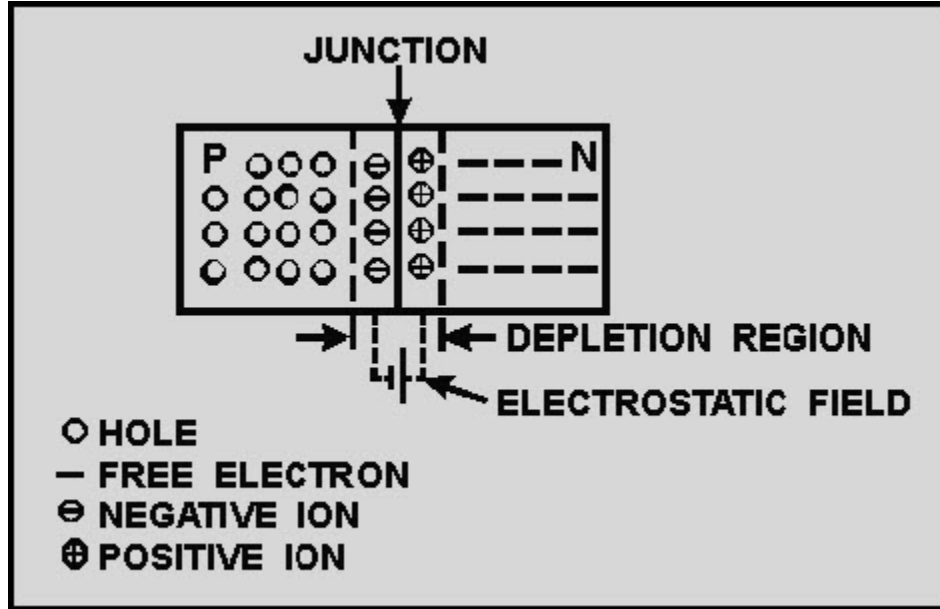 JUNCTION
P
N
DEPLETION REGION
ELECTROSTATIC FIELD
HOLE
FREE ELECTRON
NEGATIVE ION
POSITIVE ION